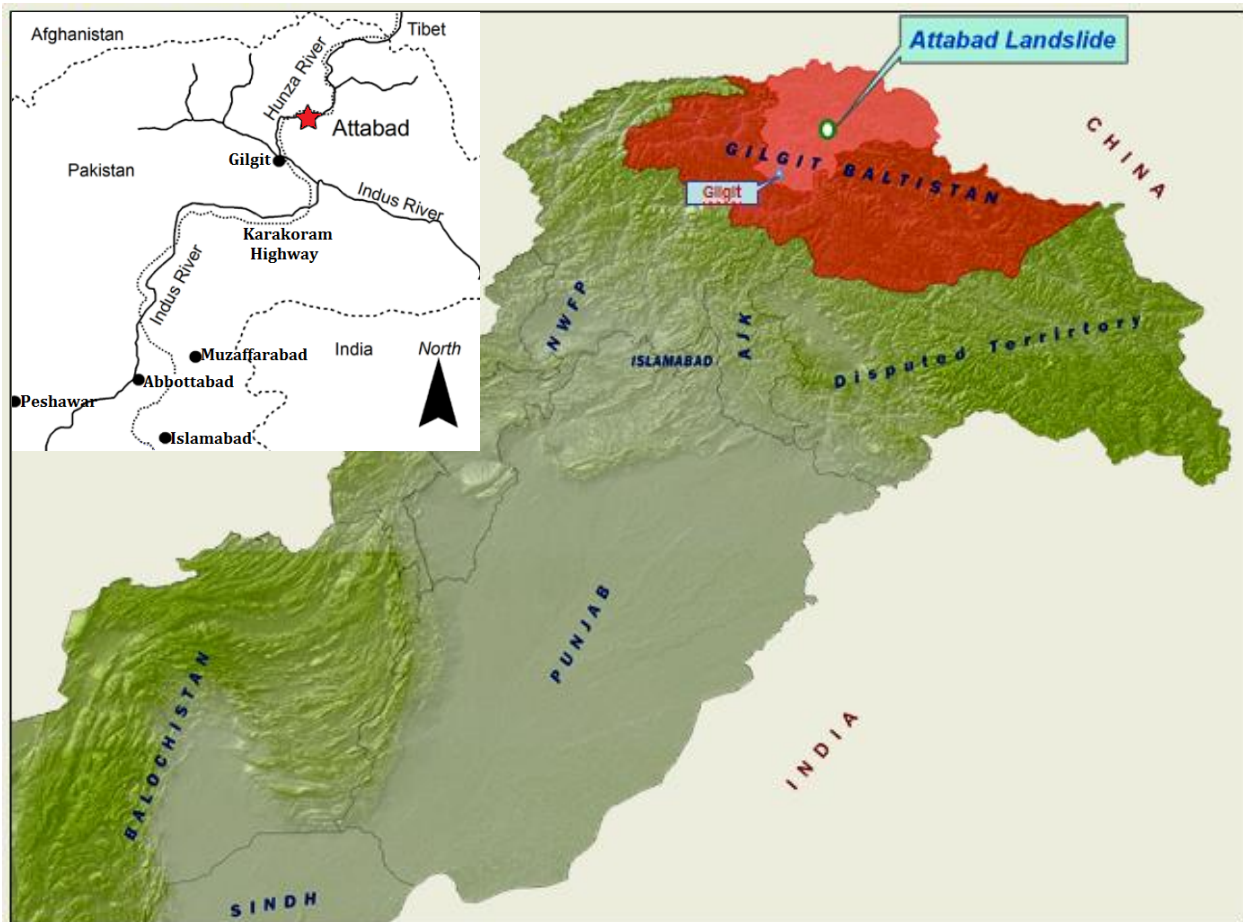 Afghanistan
Tibet
Hunza River
Attabad
Gilgit
Pakistan
Indus River
Karakoram
Highway
Indus River
Muzaffarabad
India
North
Abbottabad
Peshawar
Islamabad
Attabad Landslide
CHINA
GILGIT BALTISTAN
Gilgit
NWFP
ISLAMABAD
AJK
Disputed Terrirtory
PUNJAB
INDIA
BALOCHISTAN
SINDH